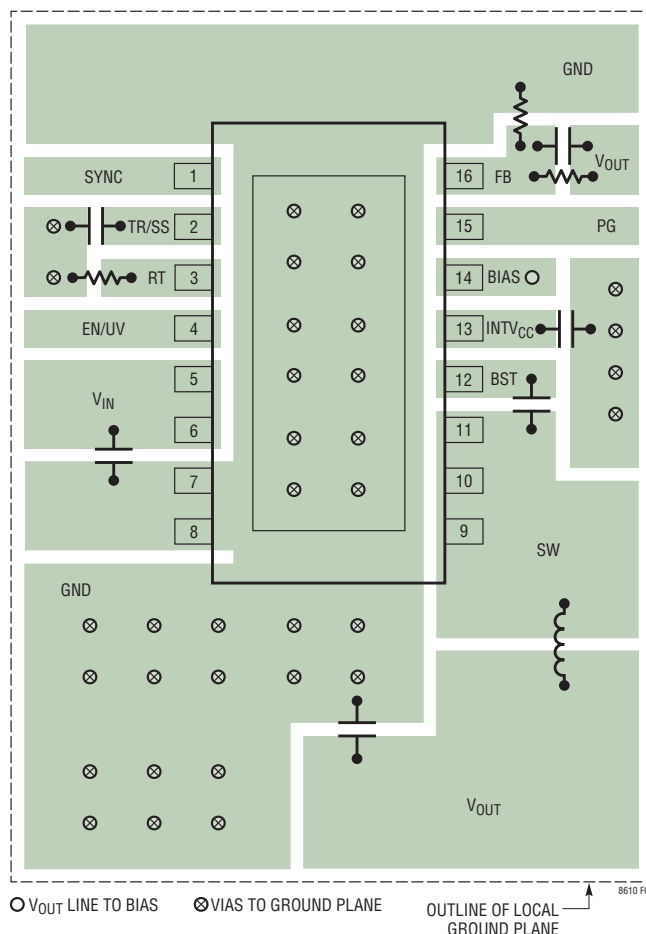 GND
SYNC 1 16 FB VOUT
TR/SS 2 15 PG
RT 3 14 BIAS
EN/UV 4 13 INTVCC
5 12 BST
VIN
6 11
7 10
8 9
SW
GND
VOUT
VOUT LINE TO BIAS VIAS TO GROUND PLANE OUTLINE OF LOCAL
GROUND PLANE
8610